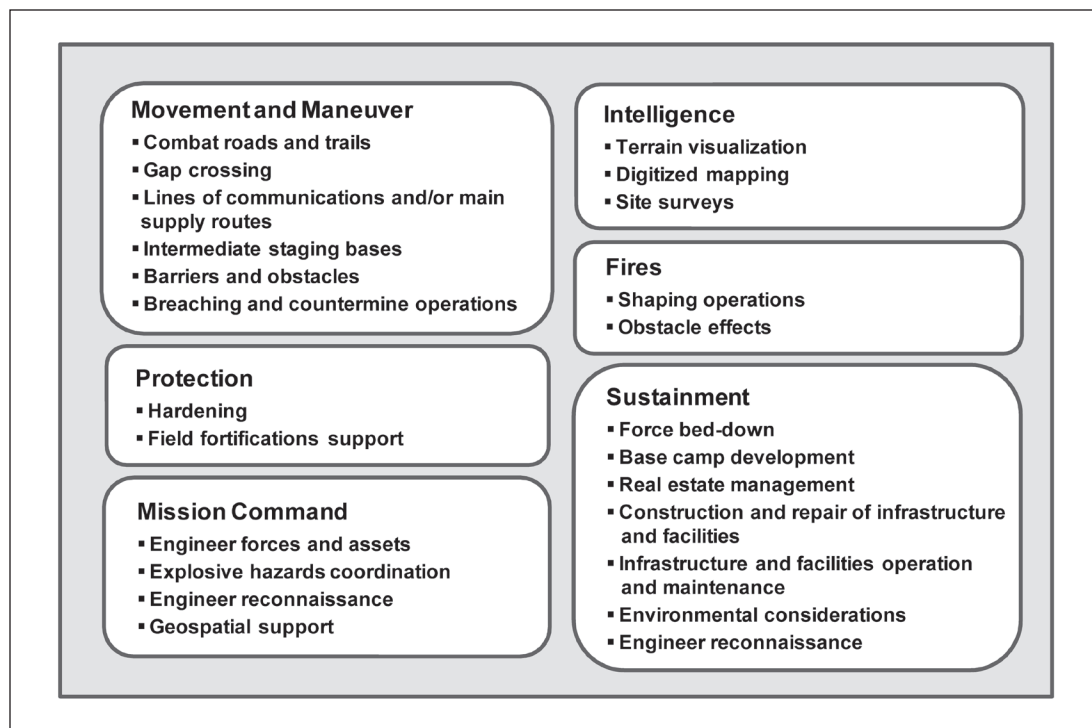 Movement and Maneuver
▪ Combat roads and trails
▪ Gap crossing
▪ Lines of communications and/or main
supply routes
▪ Intermediate staging bases
▪ Barriers and obstacles
▪ Breaching and countermine operations
Protection
▪ Hardening
▪ Field fortifications support
Mission Command
▪ Engineer forces and assets
▪ Explosive hazards coordination
▪ Engineer reconnaissance
▪ Geospatial support
Intelligence
▪ Terrain visualization
▪ Digitized mapping
▪ Site surveys
Fires
▪ Shaping operations
▪ Obstacle effects
Sustainment
▪ Force bed-down
▪ Base camp development
▪ Real estate management
▪ Construction and repair of infrastructure
and facilities
▪ Infrastructure and facilities operation
and maintenance
▪ Environmental considerations
▪ Engineer reconnaissance